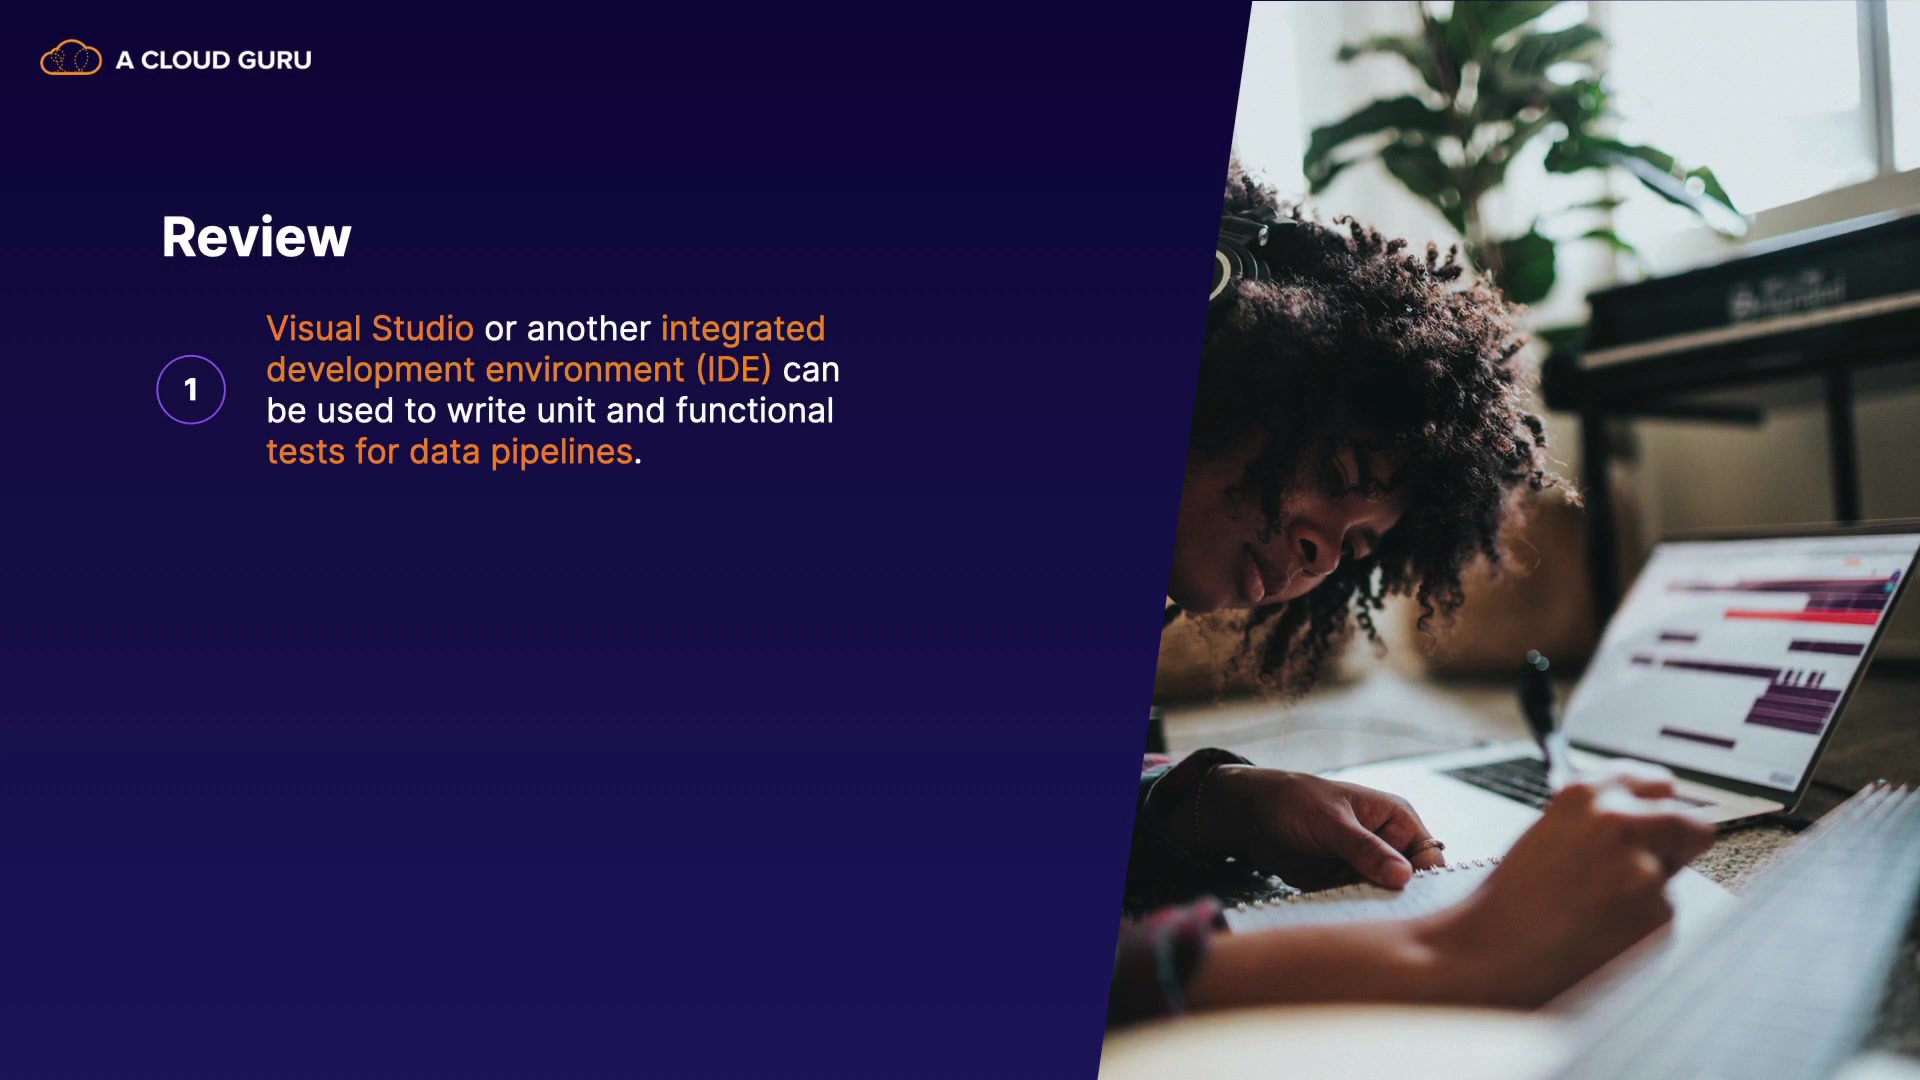 A CLOUD GURU
Review
1
Visual Studio or another integrated
development environment (IDE) can
be used to write unit and functional
tests for data pipelines.